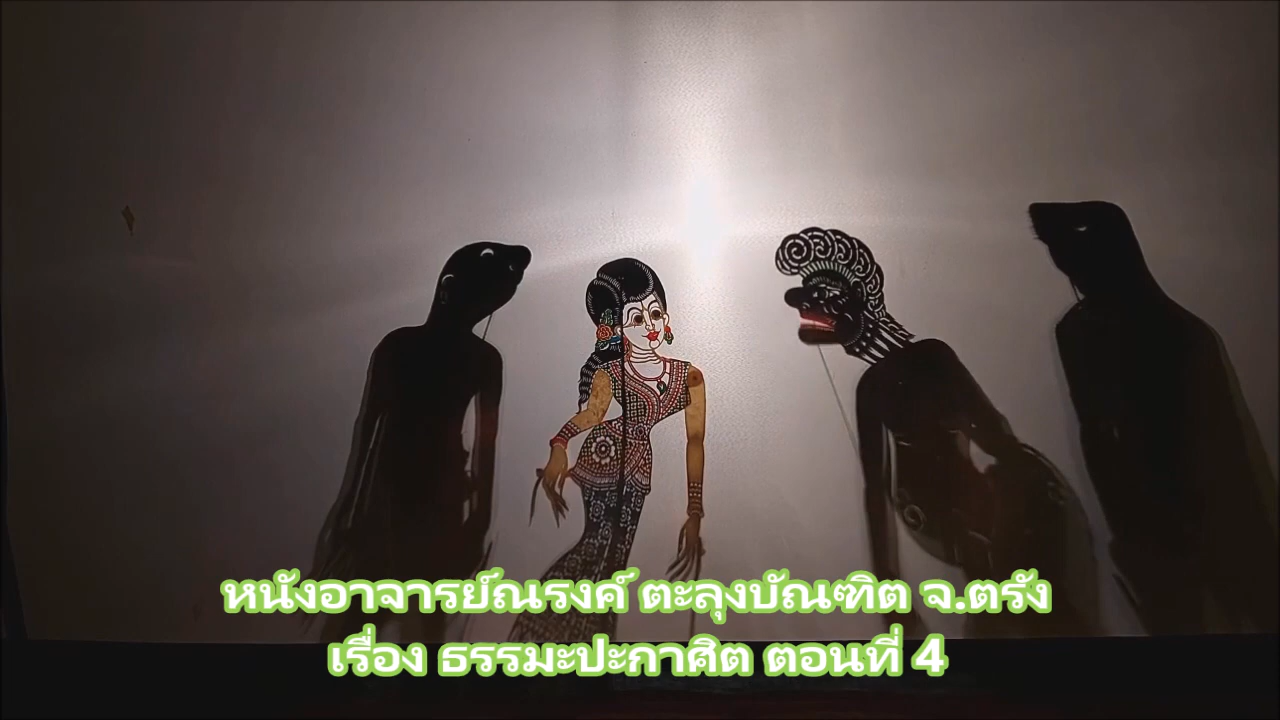 หนังอาจารย์ณรงค์ ตะลุงบัณฑิต จ.ตรัง
เรื่อง ธรรมะปะกาศิต ตอนที่ 4